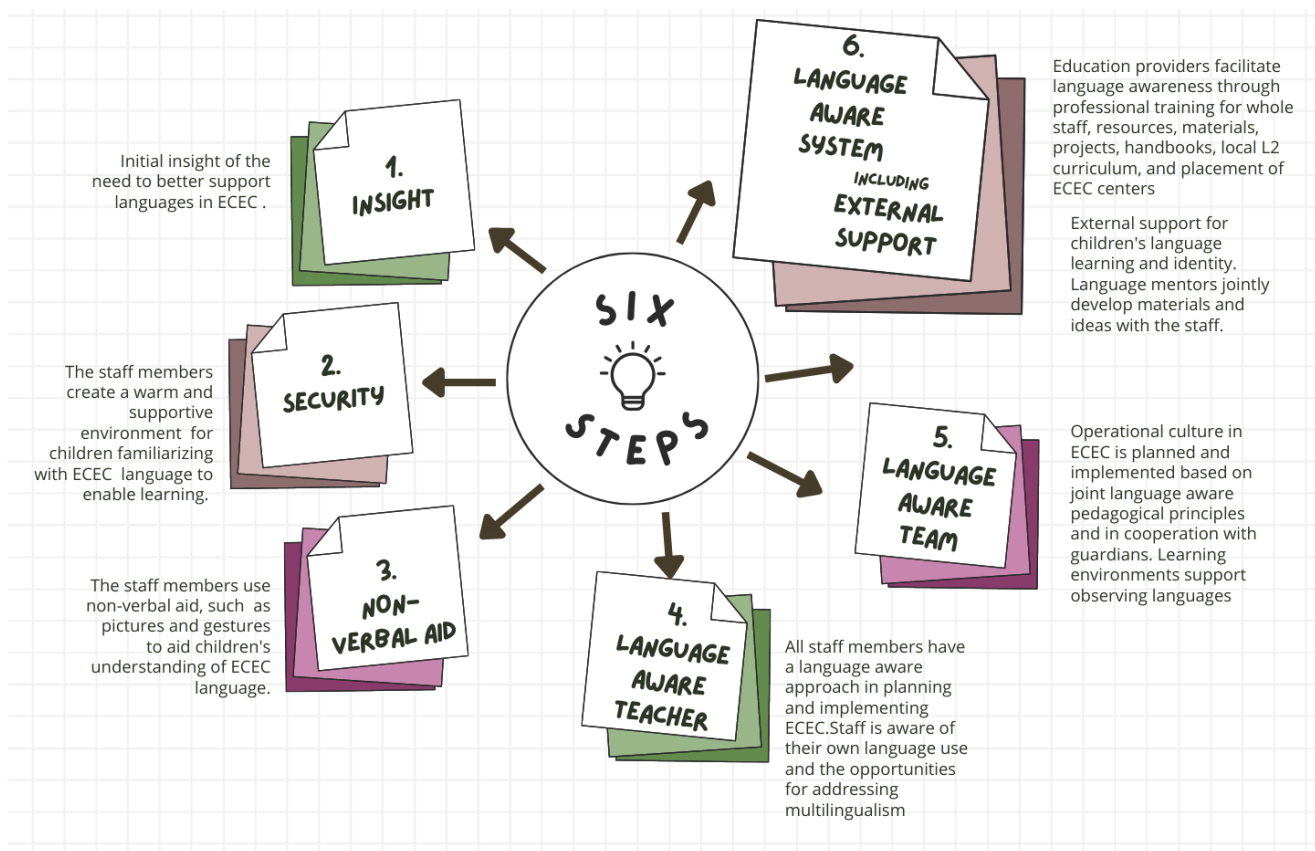 SIX
STEPS
1.
INSIGHT
Initial insight of the
need to better support
languages in ECEC .
2.
SECURITY
The staff members
create a warm and
supportive
environment  for
children familiarizing
with ECEC  language to
enable learning.
3.
NON-
VERBAL AID
The staff members use
non-verbal aid, such  as
pictures and gestures
to aid children's
understanding of ECEC
language.
4.
LANGUAGE
AWARE
TEACHER
All staff members have
a language aware
approach in planning
and implementing
ECEC.Staff is aware of
their own language use
and the opportunities
for addressing
multilingualism
5.
LANGUAGE
AWARE
TEAM
Operational culture in
ECEC is planned and
implemented based on
joint language aware
pedagogical principles
and in cooperation with
guardians. Learning
environments support
observing languages
6.
LANGUAGE
AWARE
SYSTEM
INCLUDING
EXTERNAL
SUPPORT
Education providers facilitate
language awareness through
professional training for whole
staff, resources, materials,
projects, handbooks, local L2
curriculum, and placement of
ECEC centers
External support for
children's language
learning and identity.
Language mentors jointly
develop materials and
ideas with the staff.